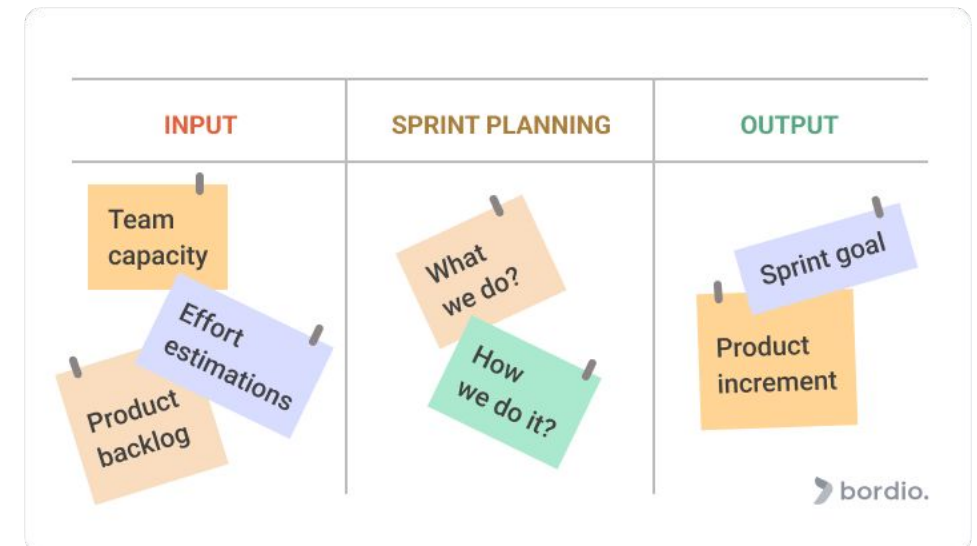 INPUT
SPRINT PLANNING
OUTPUT
Team
capacity
Effort
estimations
Product
backlog
What
we do?
How
we do it?
Sprint goal
Product
increment
bordio.